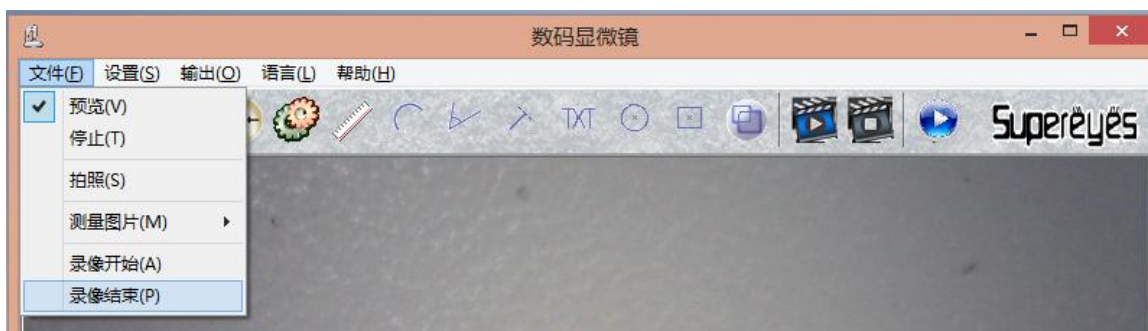 数码显微镜
文件(F) 设置(S) 输出(O) 语言(L) 帮助(H)
预览(V)
停止(T)
TXT
Supereyes
拍照(S)
测量图片(M)
录像开始(A)
录像结束(P)